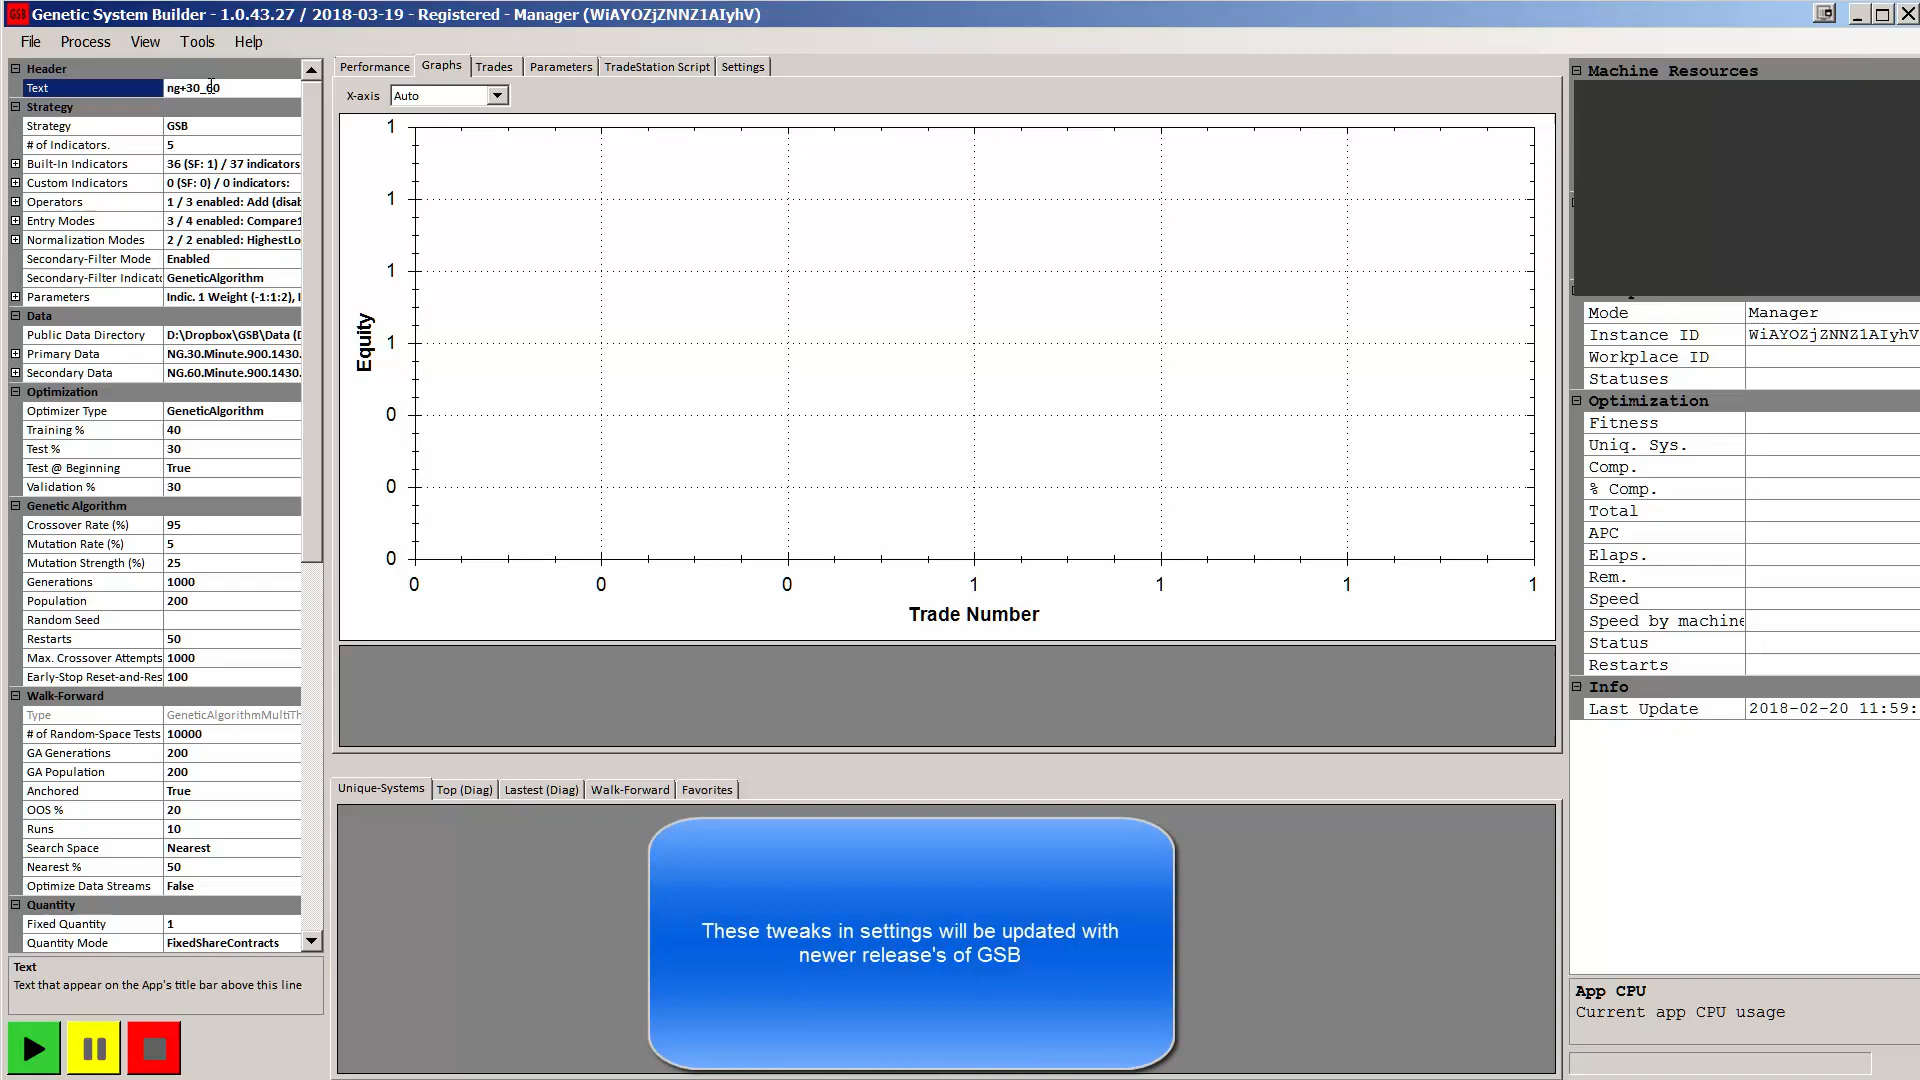 GSB Genetic System Builder - 1.0.43.27 / 2018-03-19 - Registered - Manager (WiAYOZjZNNZ1AIyhV)
File Process View Tools Help
Header
Text ng+30_60
Strategy
Strategy GSB
# of Indicators. 5
Built-In Indicators 36 (SF: 1) / 37 indicators
Custom Indicators 0 (SF: 0) / 0 indicators:
Operators 1 / 3 enabled: Add (disab
Entry Modes 3 / 4 enabled: Compare1
Normalization Modes 2 / 2 enabled: HighestLo
Secondary-Filter Mode Enabled
Secondary-Filter Indicato GeneticAlgorithm
Parameters Indic. 1 Weight (-1:1:2), I
Data
Public Data Directory D:\Dropbox\GSB\Data (D
Primary Data NG.30.Minute.900.1430.
Secondary Data NG.60.Minute.900.1430.
Optimization
Optimizer Type GeneticAlgorithm
Training % 40
Test % 30
Test @ Beginning True
Validation % 30
Genetic Algorithm
Crossover Rate (%) 95
Mutation Rate (%) 5
Mutation Strength (%) 25
Generations 1000
Population 200
Random Seed
Restarts 50
Max. Crossover Attempts 1000
Early-Stop Reset-and-Res 100
Walk-Forward
Type GeneticAlgorithmMultiTh
# of Random-Space Tests 10000
GA Generations 200
GA Population 200
Anchored True
OOS % 20
Runs 10
Search Space Nearest
Nearest % 50
Optimize Data Streams False
Quantity
Fixed Quantity 1
Quantity Mode FixedShareContracts
Text
Text that appear on the App's title bar above this line
Performance Graphs Trades Parameters TradeStation Script Settings
X-axis Auto
1
1
1
1
0
0
0
Equity
0 0 0 1 1 1 1
Trade Number
Unique-Systems Top (Diag) Lastest (Diag) Walk-Forward Favorites
These tweaks in settings will be updated with
newer release's of GSB
Machine Resources
Mode Manager
Instance ID WiAYOZjZNNZ1AIyhV
Workplace ID
Statuses
Optimization
Fitness
Uniq. Sys.
Comp.
% Comp.
Total
APC
Elaps.
Rem.
Speed
Speed by machine
Status
Restarts
Info
Last Update 2018-02-20 11:59:
App CPU
Current app CPU usage